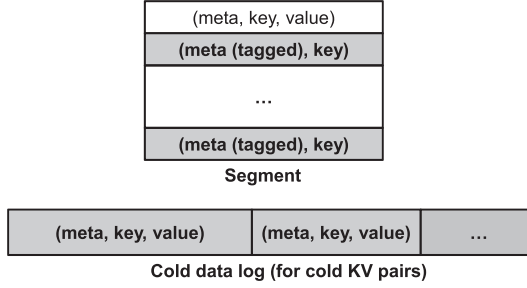 (meta, key, value)
(meta (tagged), key)
...
(meta (tagged), key)
Segment
(meta, key, value) (meta, key, value) ...
Cold data log (for cold KV pairs)